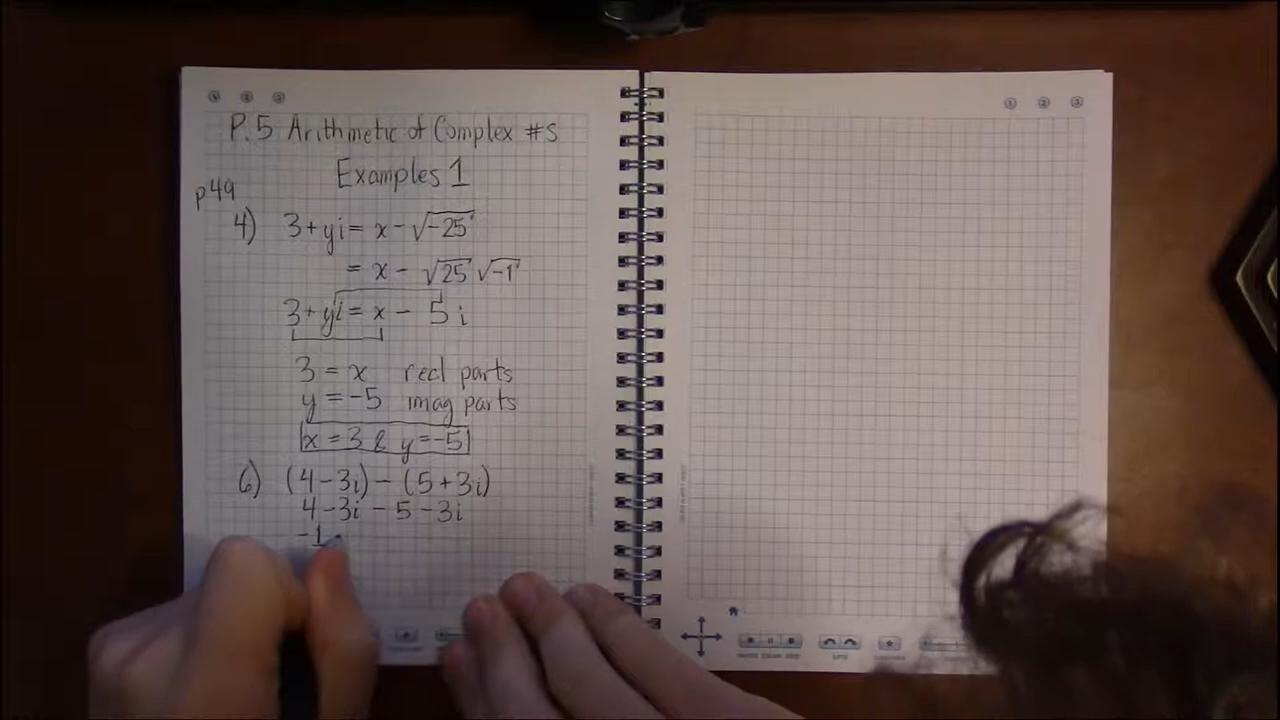 P.5 Arithmetic of Complex #s
Examples 1
p49
4) 3+yi = x - √-25
= x - √25 √-1
3+yi = x - 5i
3 = x real parts
y = -5 imag parts
x = 3 & y = -5
6) (4-3i) - (5+3i)
4-3i - 5-3i
-1